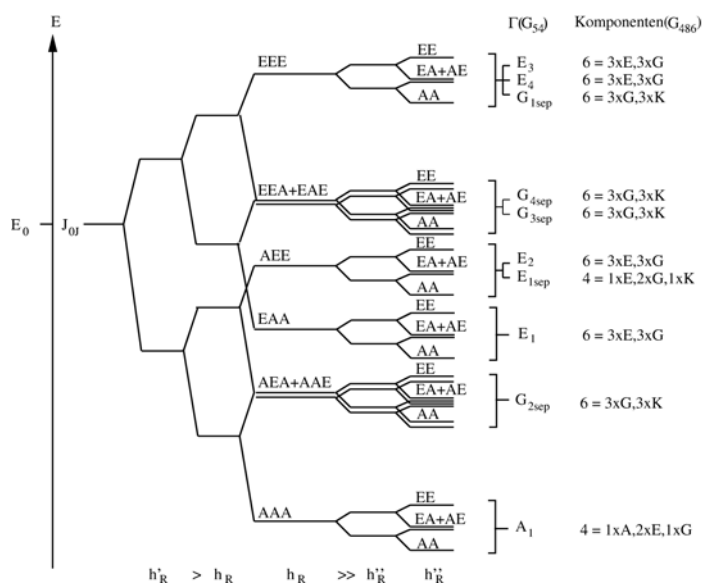 E Γ(G54) Komponenten(G486)
EEE EE E3 6 = 3xE,3xG
EA+AE E4 6 = 3xE,3xG
AA G1sep 6 = 3xG,3xK
EEA+EAE EE G4sep 6 = 3xG,3xK
EA+AE G3sep 6 = 3xG,3xK
AA
E0 J0J
AEE EE E2 6 = 3xE,3xG
EA+AE E1sep 4 = 1xE,2xG,1xK
AA
EAA EE
EA+AE E1 6 = 3xE,3xG
AA
AEA+AAE EE
EA+AE G2sep 6 = 3xG,3xK
AA
AAA EE
EA+AE A1 4 = 1xA,2xE,1xG
AA
h'R > hR hR >> h''R h''R